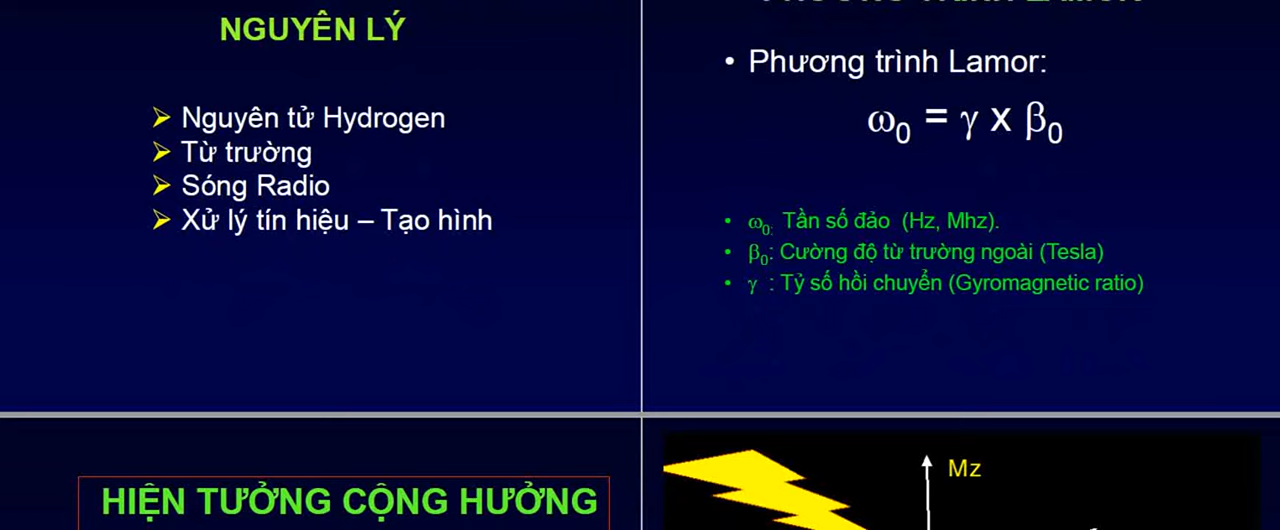 NGUYÊN LÝ
Nguyên tử Hydrogen
Từ trường
Sóng Radio
Xử lý tín hiệu – Tạo hình
• Phương trình Lamor:
ω₀ = γ x β₀
• ω₀: Tần số đảo (Hz, Mhz).
• β₀: Cường độ từ trường ngoài (Tesla)
• γ : Tỷ số hồi chuyển (Gyromagnetic ratio)
HIỆN TƯỞNG CỘNG HƯỞNG
Mz